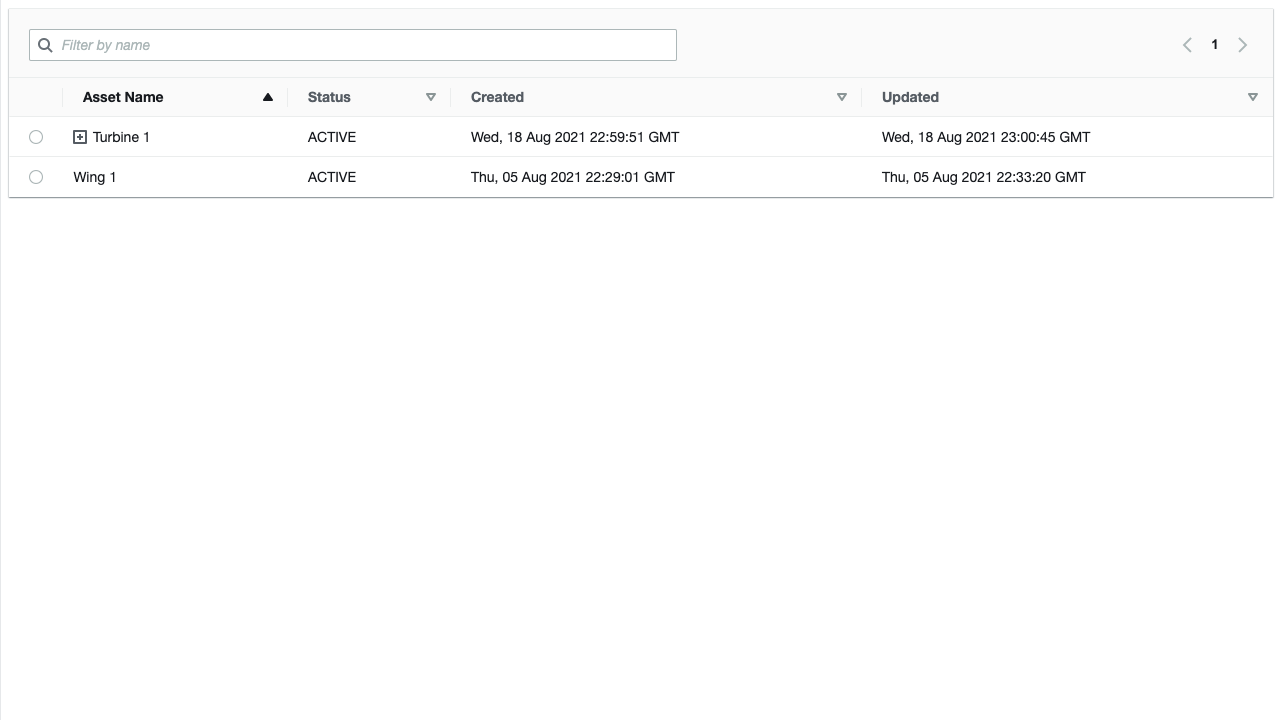 Filter by name
1
Asset Name Status Created Updated
Turbine 1 ACTIVE Wed, 18 Aug 2021 22:59:51 GMT Wed, 18 Aug 2021 23:00:45 GMT
Wing 1 ACTIVE Thu, 05 Aug 2021 22:29:01 GMT Thu, 05 Aug 2021 22:33:20 GMT